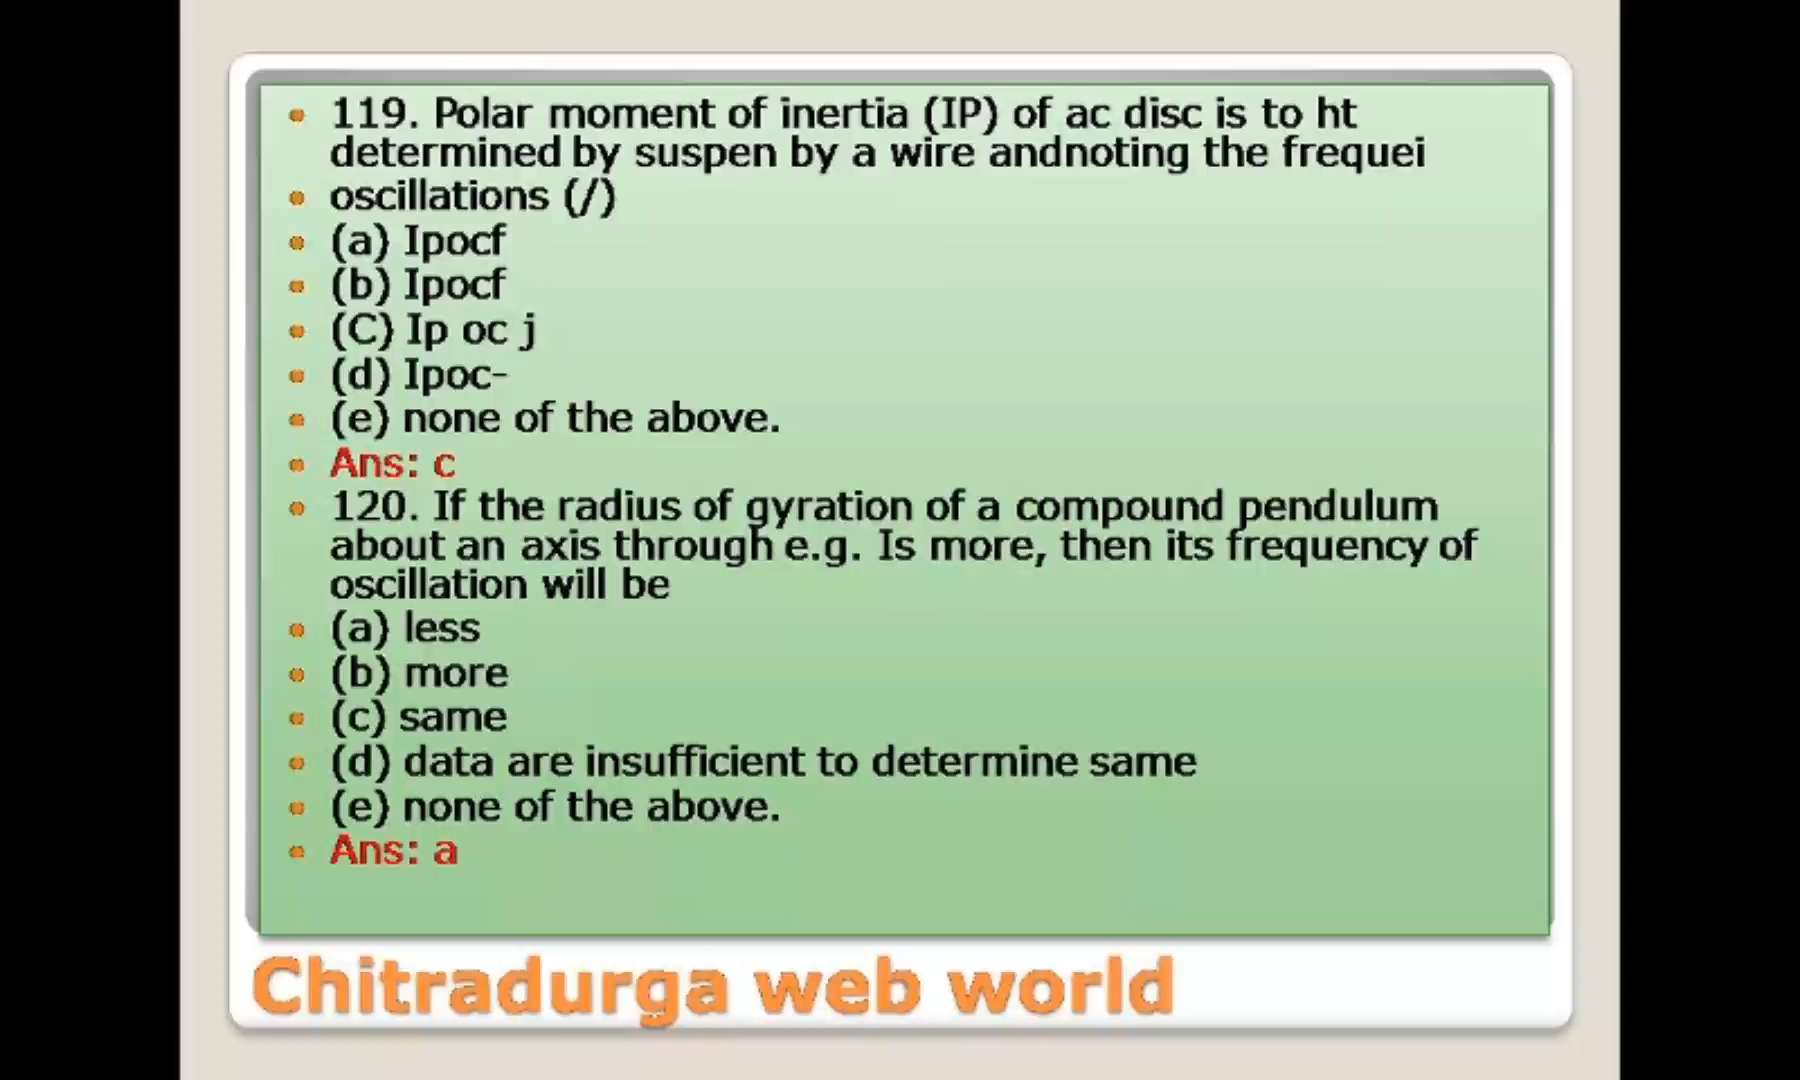 119. Polar moment of inertia (IP) of ac disc is to ht
determined by suspen by a wire andnoting the frequei
oscillations (/)
(a) Ipocf
(b) Ipocf
(C) Ip oc j
(d) Ipoc-
(e) none of the above.
Ans: c
120. If the radius of gyration of a compound pendulum
about an axis through e.g. Is more, then its frequency of
oscillation will be
(a) less
(b) more
(c) same
(d) data are insufficient to determine same
(e) none of the above.
Ans: a
Chitradurga web world